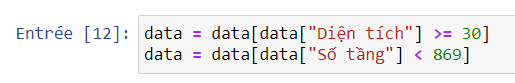 Entrée [12]: data = data[data["Diện tích"] >= 30]
data = data[data["Số tầng"] < 869]